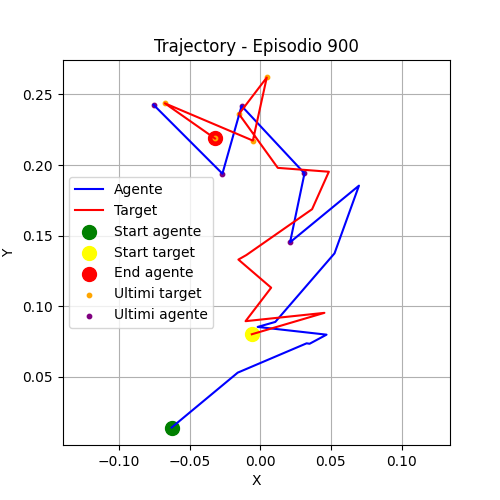 Trajectory - Episodio 900
0.25
0.20
0.15
0.10
0.05
Y
Agente
Target
Start agente
Start target
End agente
Ultimi target
Ultimi agente
−0.10 −0.05 0.00 0.05 0.10
X